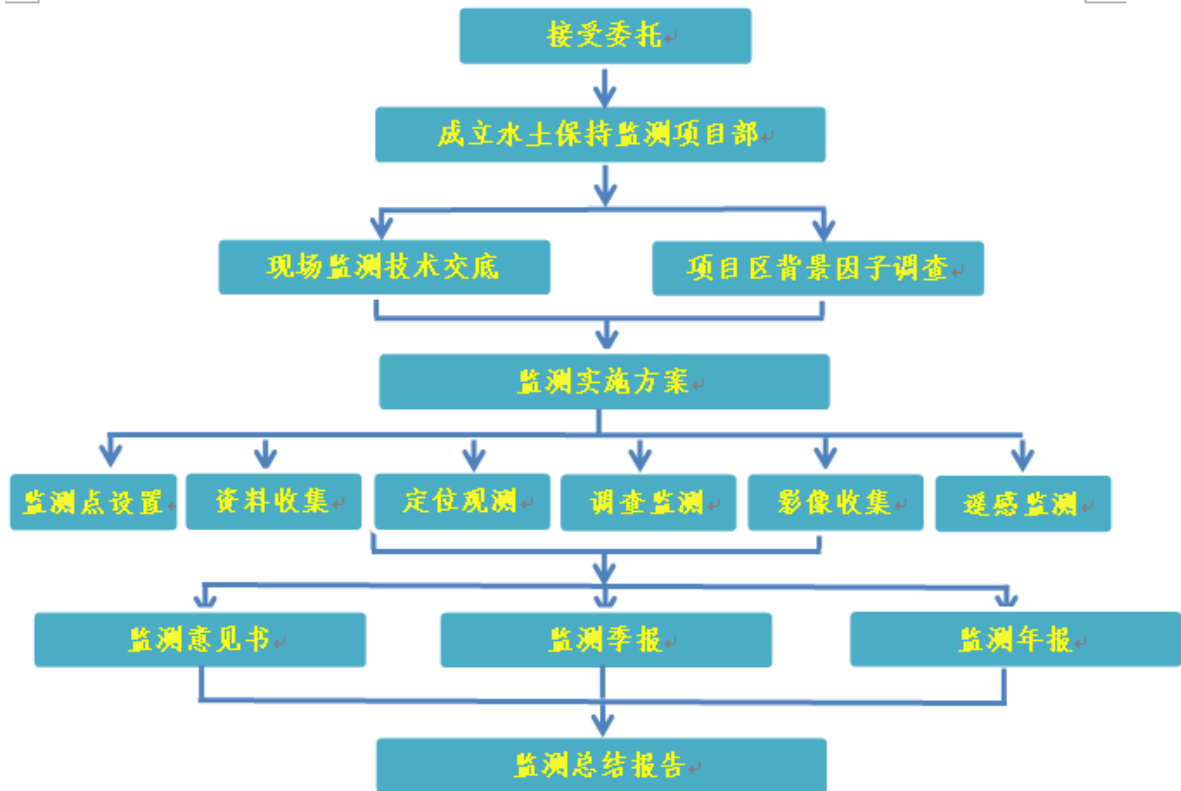 接受委托
成立水土保持监测项目部
现场监测技术交底
项目区背景因子调查
监测实施方案
监测点设置
资料收集
定位观测
调查监测
影像收集
遥感监测
监测意见书
监测季报
监测年报
监测总结报告